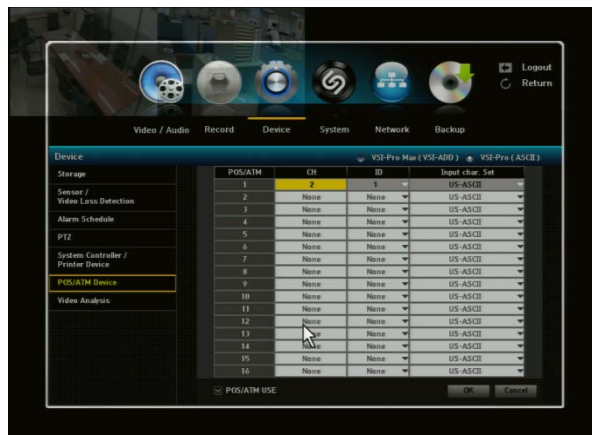 Logout
Return
Video / Audio Record Device System Network Backup
Device
VSI-Pro Max ( VSI-ADD ) VSI-Pro ( ASCII )
Storage
Sensor /
Video Loss Detection
Alarm Schedule
PTZ
System Controller /
Printer Device
POS/ATM Device
Video Analysis
POS/ATM CH ID Input char. Set
1 2 1 US-ASCII
2 None None US-ASCII
3 None None US-ASCII
4 None None US-ASCII
5 None None US-ASCII
6 None None US-ASCII
7 None None US-ASCII
8 None None US-ASCII
9 None None US-ASCII
10 None None US-ASCII
11 None None US-ASCII
12 None None US-ASCII
13 None None US-ASCII
14 None None US-ASCII
15 None None US-ASCII
16 None None US-ASCII
POS/ATM USE
OK Cancel